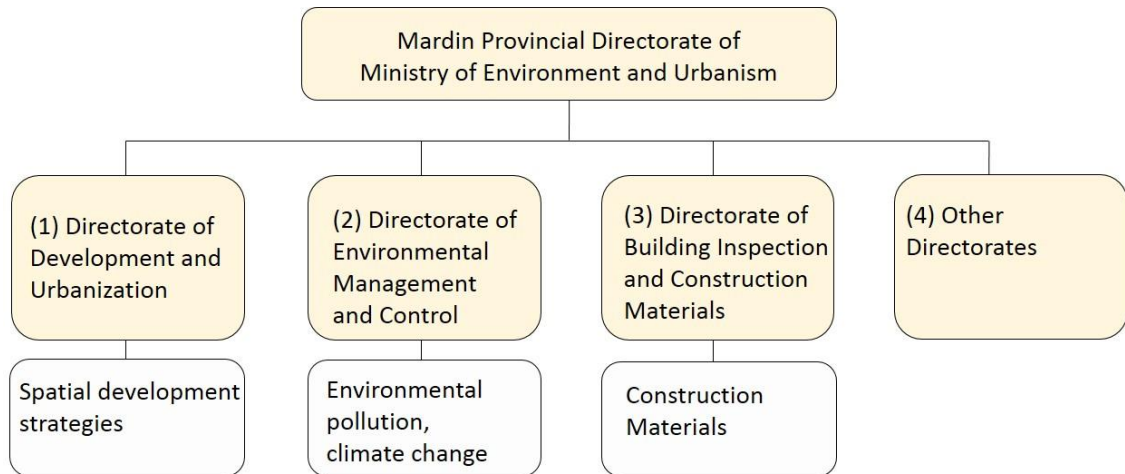 Mardin Provincial Directorate of
Ministry of Environment and Urbanism
(1) Directorate of
Development and
Urbanization
(2) Directorate of
Environmental
Management
and Control
(3) Directorate of
Building Inspection
and Construction
Materials
(4) Other
Directorates
Spatial development
strategies
Environmental
pollution,
climate change
Construction
Materials